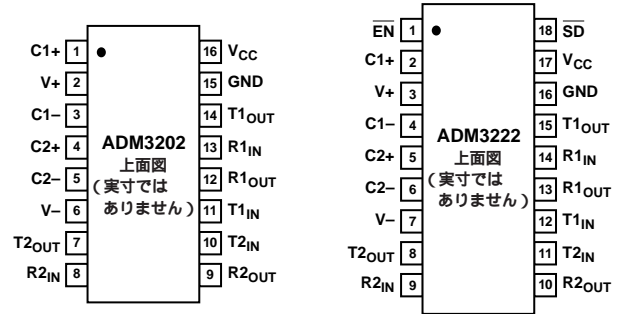 C1+ 1 16 VCC
V+ 2 15 GND
C1– 3 14 T1OUT
C2+ 4 13 R1IN
C2– 5 12 R1OUT
V– 6 11 T1IN
T2OUT 7 10 T2IN
R2IN 8 9 R2OUT
ADM3202
上面図
(実寸では
ありません)
EN 1 18 SD
C1+ 2 17 VCC
V+ 3 16 GND
C1– 4 15 T1OUT
C2+ 5 14 R1IN
C2– 6 13 R1OUT
V– 7 12 T1IN
T2OUT 8 11 T2IN
R2IN 9 10 R2OUT
ADM3222
上面図
(実寸では
ありません)